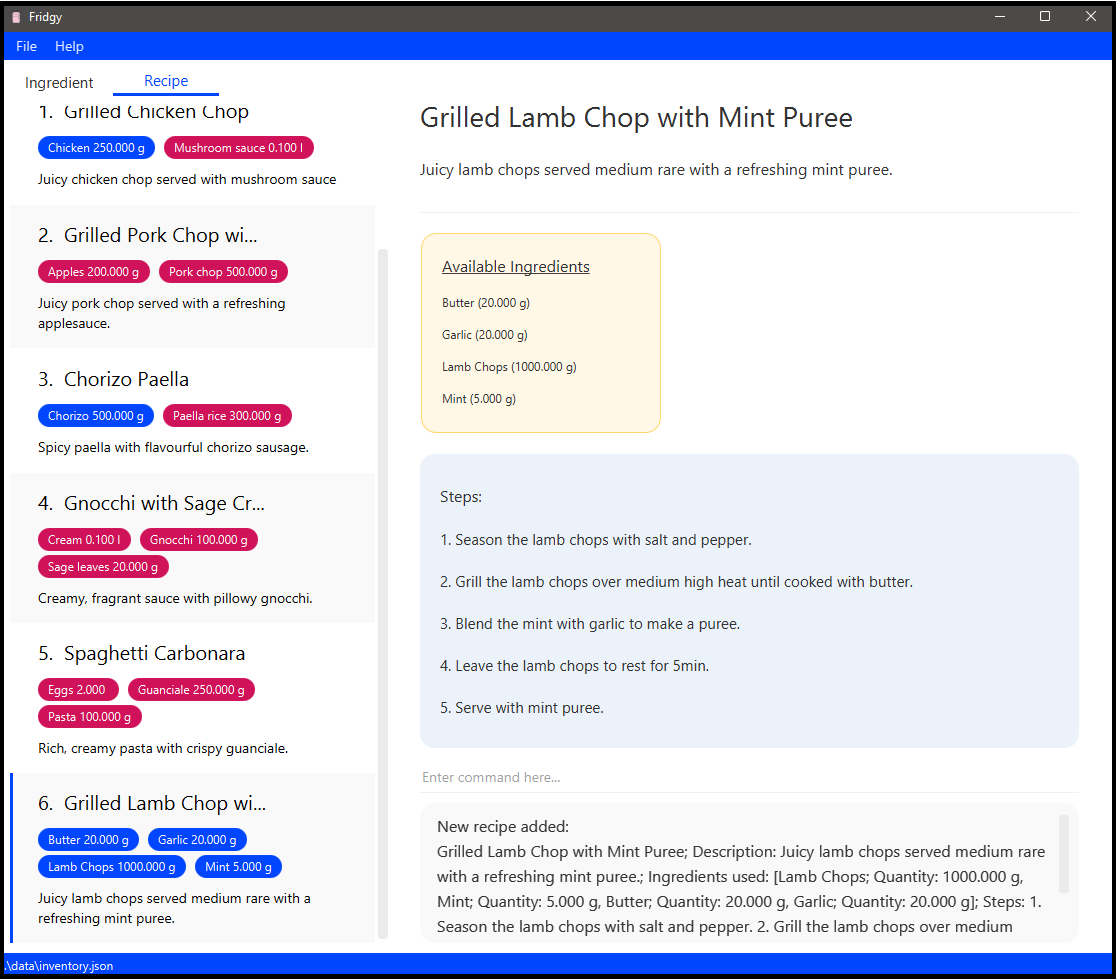 Fridgy
File Help
Ingredient Recipe
1. Grilled Chicken Chop
Chicken 250.000 g Mushroom sauce 0.100 l
Juicy chicken chop served with mushroom sauce
2. Grilled Pork Chop wi...
Apples 200.000 g Pork chop 500.000 g
Juicy pork chop served with a refreshing
applesauce.
3. Chorizo Paella
Chorizo 500.000 g Paella rice 300.000 g
Spicy paella with flavourful chorizo sausage.
4. Gnocchi with Sage Cr...
Cream 0.100 l Gnocchi 100.000 g
Sage leaves 20.000 g
Creamy, fragrant sauce with pillowy gnocchi.
5. Spaghetti Carbonara
Eggs 2.000 Guanciale 250.000 g
Pasta 100.000 g
Rich, creamy pasta with crispy guanciale.
6. Grilled Lamb Chop wi...
Butter 20.000 g Garlic 20.000 g
Lamb Chops 1000.000 g Mint 5.000 g
Juicy lamb chops served medium rare with a
refreshing mint puree.
Grilled Lamb Chop with Mint Puree
Juicy lamb chops served medium rare with a refreshing mint puree.
Available Ingredients
Butter (20.000 g)
Garlic (20.000 g)
Lamb Chops (1000.000 g)
Mint (5.000 g)
Steps:
1. Season the lamb chops with salt and pepper.
2. Grill the lamb chops over medium high heat until cooked with butter.
3. Blend the mint with garlic to make a puree.
4. Leave the lamb chops to rest for 5min.
5. Serve with mint puree.
Enter command here...
New recipe added:
Grilled Lamb Chop with Mint Puree; Description: Juicy lamb chops served medium rare
with a refreshing mint puree.; Ingredients used: [Lamb Chops; Quantity: 1000.000 g,
Mint; Quantity: 5.000 g, Butter; Quantity: 20.000 g, Garlic; Quantity: 20.000 g]; Steps: 1.
Season the lamb chops with salt and pepper. 2. Grill the lamb chops over medium
.\data\inventory.json